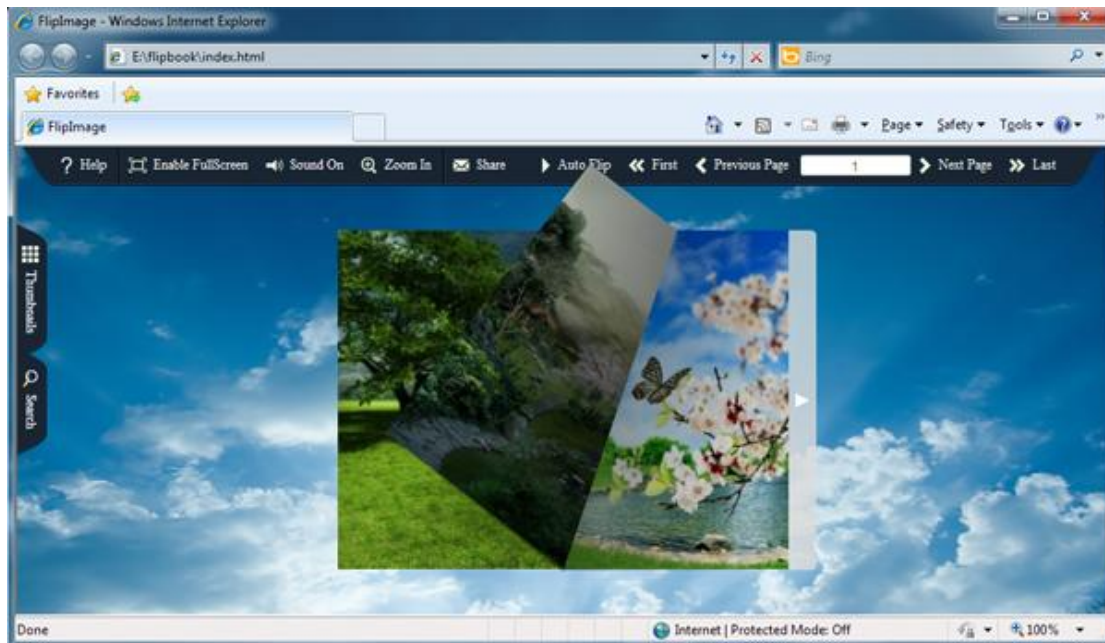 FlipImage - Windows Internet Explorer
E:\flipbook\index.html
Bing
Favorites
FlipImage
Page Safety Tools
? Help Enable FullScreen Sound On Zoom In Share Auto Flip First Previous Page 1 Next Page Last
Thumbnails
Search
Done
Internet | Protected Mode: Off
100%